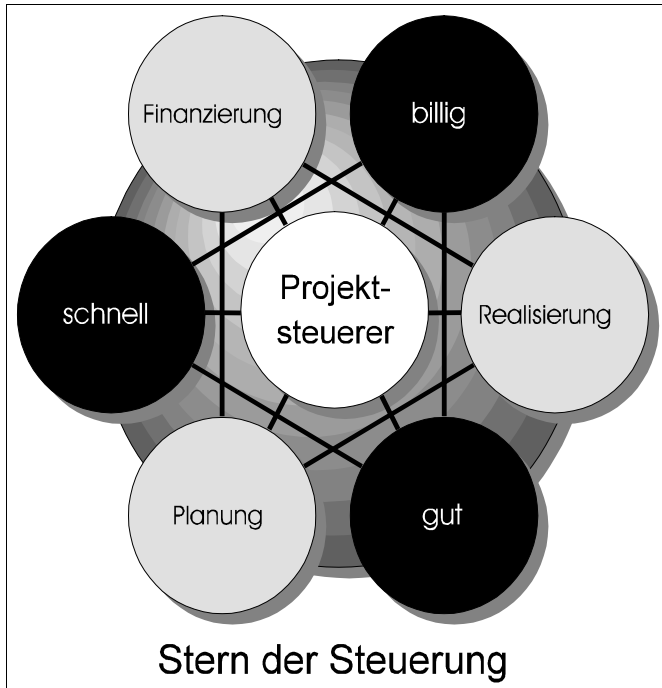 Finanzierung
billig
schnell
Projekt-
steuerer
Realisierung
Planung
gut
Stern der Steuerung